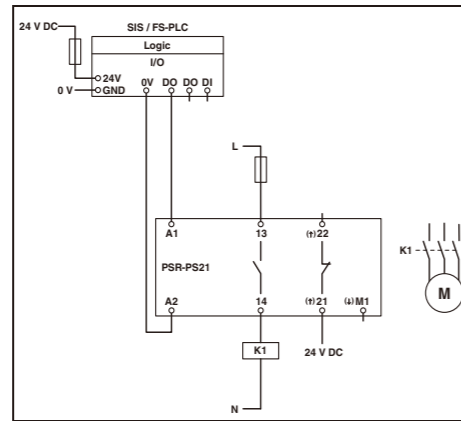 24 V DC
SIS / FS-PLC
Logic
I/O
24V
0 V GND
0V DO DO DI
L
A1 13 (↑)22
PSR-PS21
K1
M
A2 14 (↑)21 (↓)M1
K1
24 V DC
N